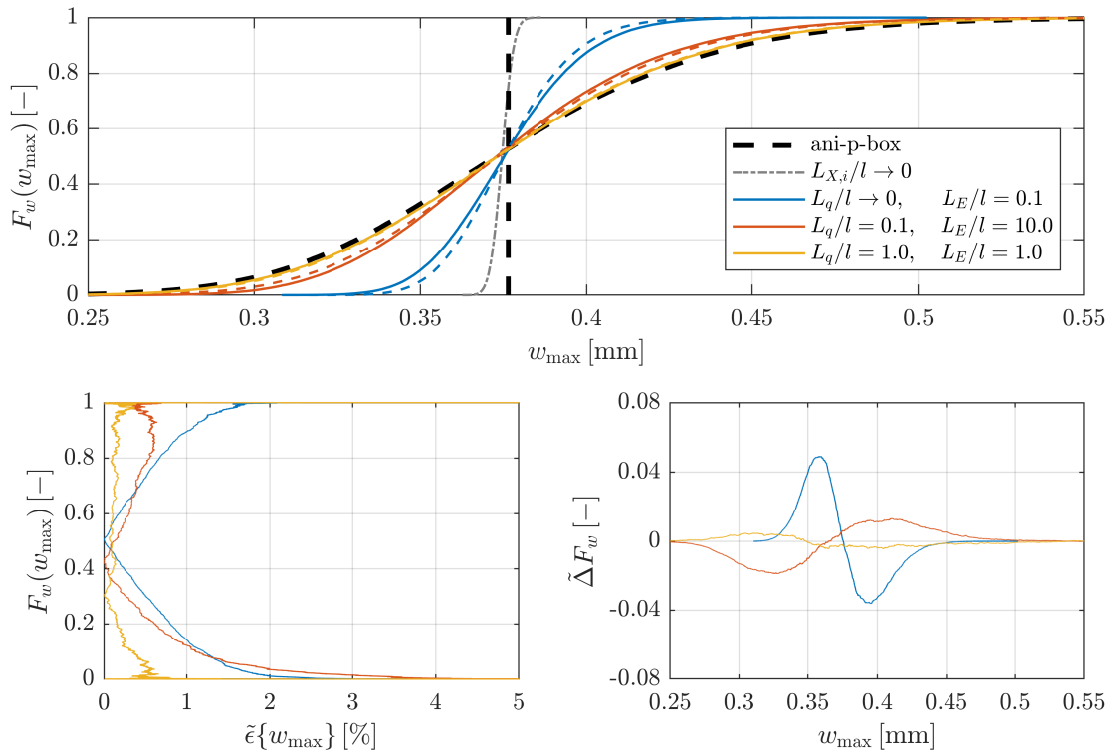 1
0.8
0.6
0.4
0.2
0
F_w(w_max) [−]
0.25 0.3 0.35 0.4 0.45 0.5 0.55
w_max [mm]
ani-p-box
L_{X,i}/l → 0
L_q/l → 0, L_E/l = 0.1
L_q/l = 0.1, L_E/l = 10.0
L_q/l = 1.0, L_E/l = 1.0
1
0.8
0.6
0.4
0.2
0
F_w(w_max) [−]
0 1 2 3 4 5
ϵ̃{w_max} [%]
0.08
0.04
0
-0.04
-0.08
Δ̃F_w [−]
0.25 0.3 0.35 0.4 0.45 0.5 0.55
w_max [mm]